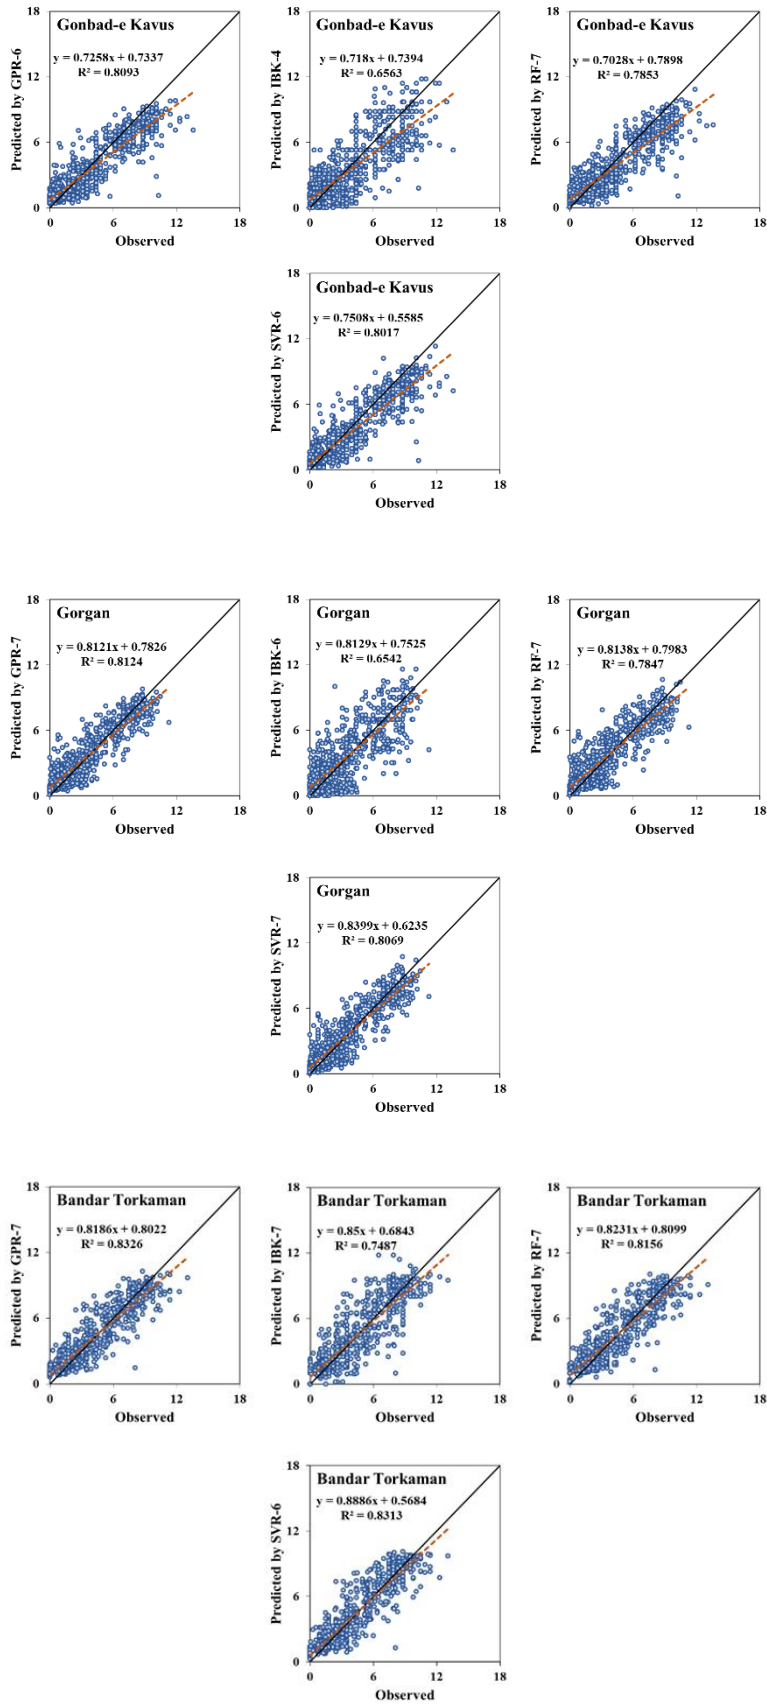 Gonbad-e Kavus
y = 0.7258x + 0.7337
R² = 0.8093
Predicted by GPR-6
18
12
6
0
0 6 12 18
Observed
Gonbad-e Kavus
y = 0.718x + 0.7394
R² = 0.6563
Predicted by IBK-4
18
12
6
0
0 6 12 18
Observed
Gonbad-e Kavus
y = 0.7028x + 0.7898
R² = 0.7853
Predicted by RF-7
18
12
6
0
0 6 12 18
Observed
Gonbad-e Kavus
y = 0.7508x + 0.5585
R² = 0.8017
Predicted by SVR-6
18
12
6
0
0 6 12 18
Observed
Gorgan
y = 0.8121x + 0.7826
R² = 0.8124
Predicted by GPR-7
18
12
6
0
0 6 12 18
Observed
Gorgan
y = 0.8129x + 0.7525
R² = 0.6542
Predicted by IBK-6
18
12
6
0
0 6 12 18
Observed
Gorgan
y = 0.8138x + 0.7983
R² = 0.7847
Predicted by RF-7
18
12
6
0
0 6 12 18
Observed
Gorgan
y = 0.8399x + 0.6235
R² = 0.8069
Predicted by SVR-7
18
12
6
0
0 6 12 18
Observed
Bandar Torkaman
y = 0.8186x + 0.8022
R² = 0.8326
Predicted by GPR-7
18
12
6
0
0 6 12 18
Observed
Bandar Torkaman
y = 0.85x + 0.6843
R² = 0.7487
Predicted by IBK-7
18
12
6
0
0 6 12 18
Observed
Bandar Torkaman
y = 0.8231x + 0.8099
R² = 0.8156
Predicted by RF-7
18
12
6
0
0 6 12 18
Observed
Bandar Torkaman
y = 0.8886x + 0.5684
R² = 0.8313
Predicted by SVR-6
18
12
6
0
0 6 12 18
Observed